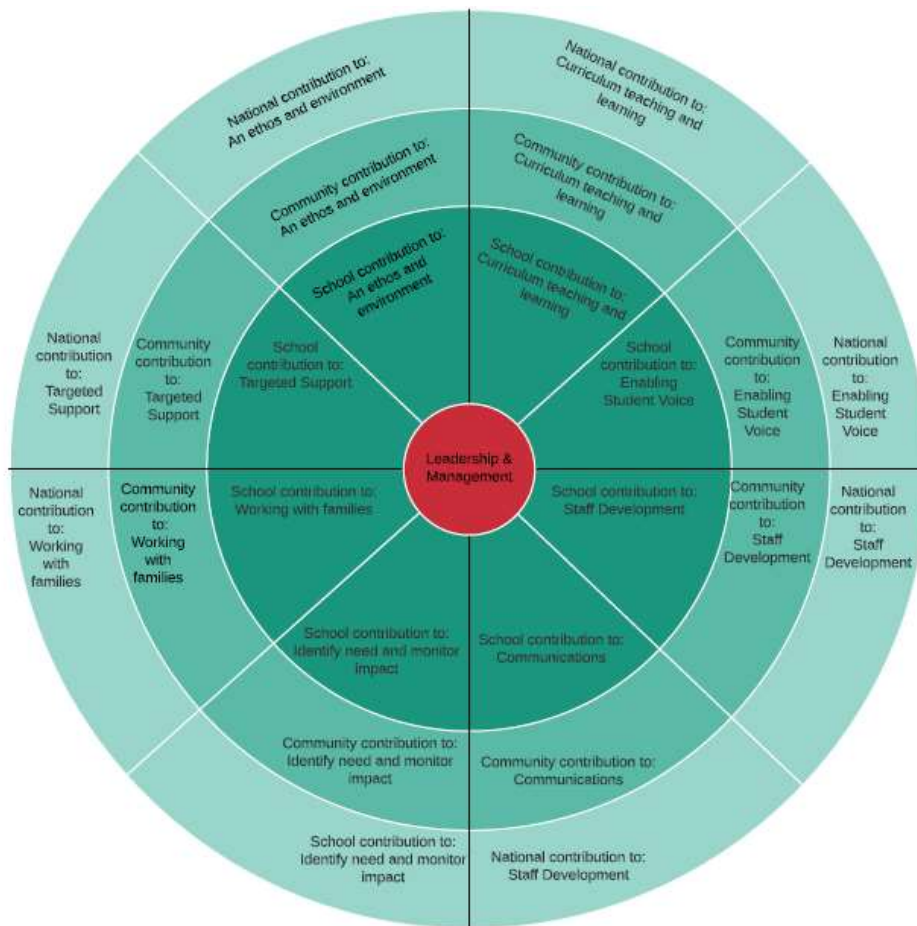 National contribution to:
An ethos and environment
National contribution to:
Curriculum teaching and
learning
Community contribution to:
An ethos and environment
Community contribution to:
Curriculum teaching and
learning
School contribution to:
An ethos and
environment
School contribution to:
Curriculum teaching and
learning
National
contribution
to:
Targeted
Support
Community
contribution
to:
Targeted
Support
School
contribution to:
Targeted Support
School
contribution to:
Enabling
Student Voice
Community
contribution
to:
Enabling
Student
Voice
National
contribution
to:
Enabling
Student
Voice
Leadership &
Management
National
contribution
to:
Working
with
families
Community
contribution
to:
Working
with
families
School contribution to:
Working with families
School contribution to:
Staff Development
Community
contribution
to:
Staff
Development
National
contribution
to:
Staff
Development
School contribution to:
Identify need and monitor
impact
School contribution to:
Communications
Community contribution to:
Identify need and monitor
impact
Community contribution to:
Communications
School contribution to:
Identify need and monitor
impact
National contribution to:
Staff Development